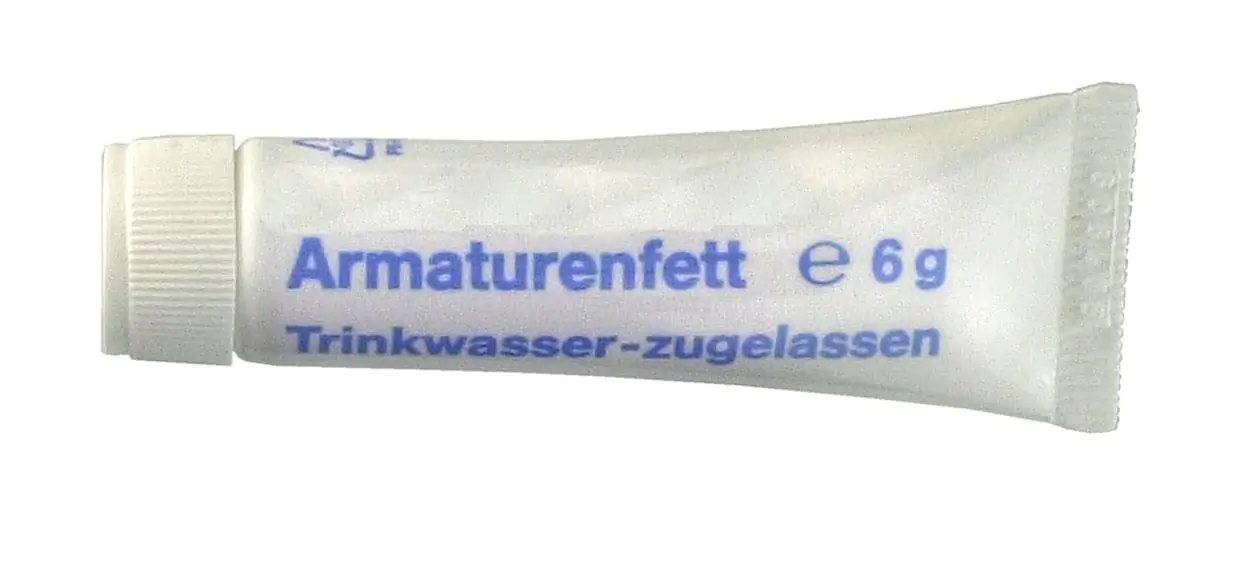 Armaturenfett ℮ 6 g
Trinkwasser-zugelassen